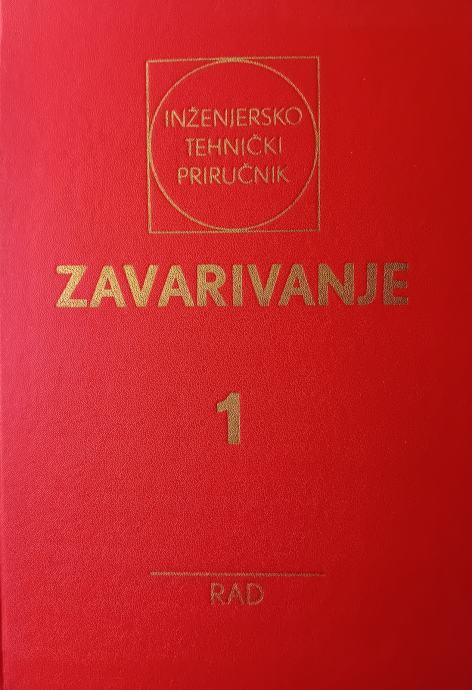 INŽENJERSKO
TEHNIČKI
PRIRUČNIK
ZAVARIVANJE
1
RAD